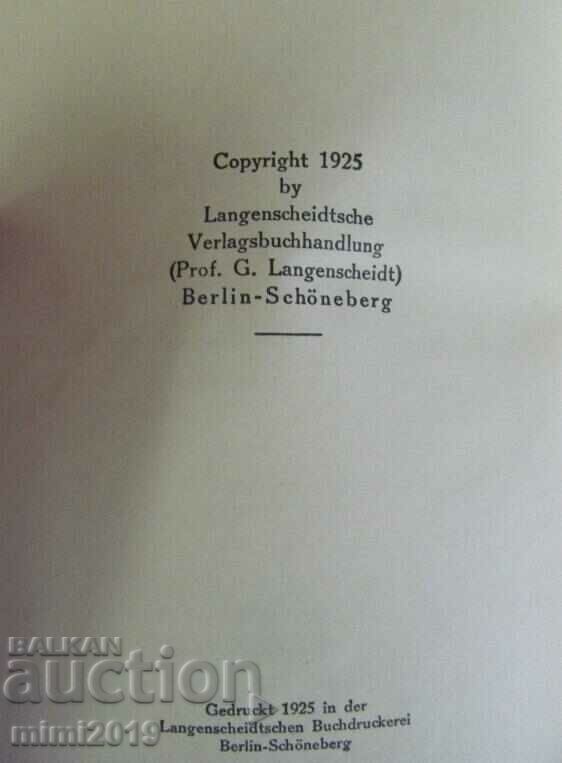 Copyright 1925
by
Langenscheidtsche
Verlagsbuchhandlung
(Prof. G. Langenscheidt)
Berlin-Schöneberg
BALKAN
auction
mimi2019
Gedruckt 1925 in der
Langenscheidtschen Buchdruckerei
Berlin-Schöneberg